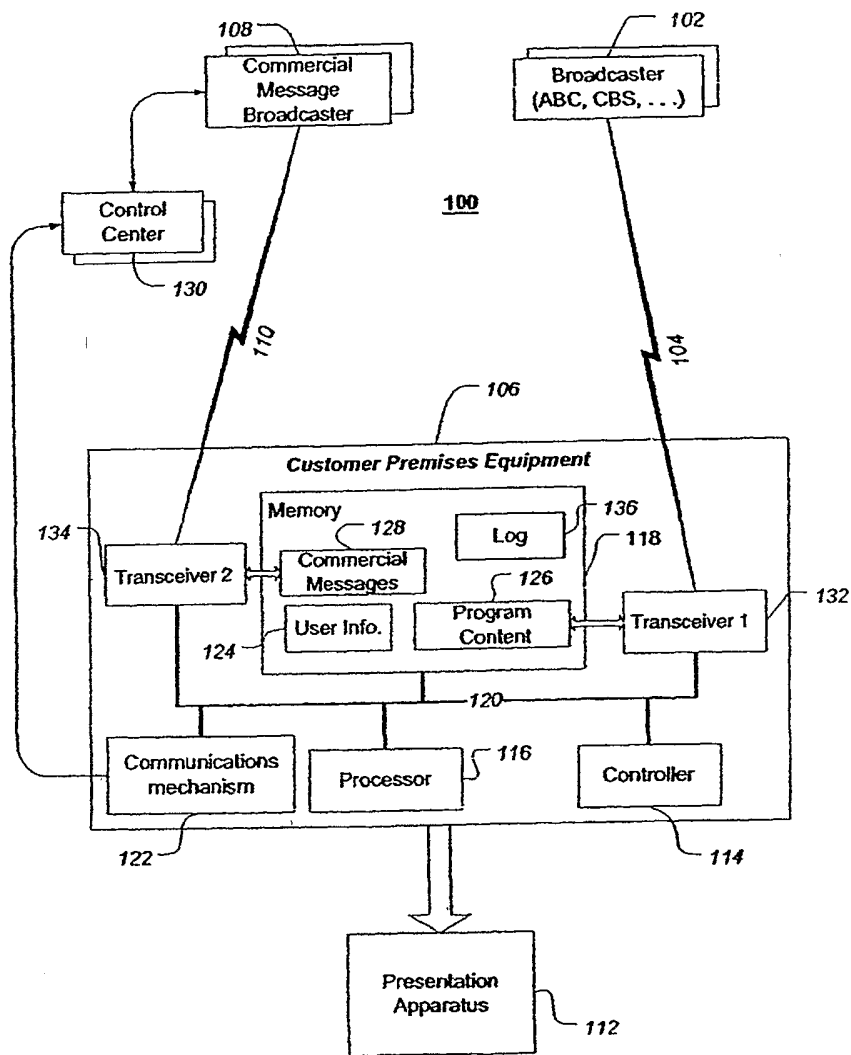 108
Commercial
Message
Broadcaster
102
Broadcaster
(ABC, CBS, . . .)
Control
Center
130
100
110
104
106
Customer Premises Equipment
Memory
128
Commercial
Messages
136
Log
118
134
Transceiver 2
126
Program
Content
Transceiver 1
132
124
User Info.
120
Communications
mechanism
122
Processor
116
Controller
114
Presentation
Apparatus
112